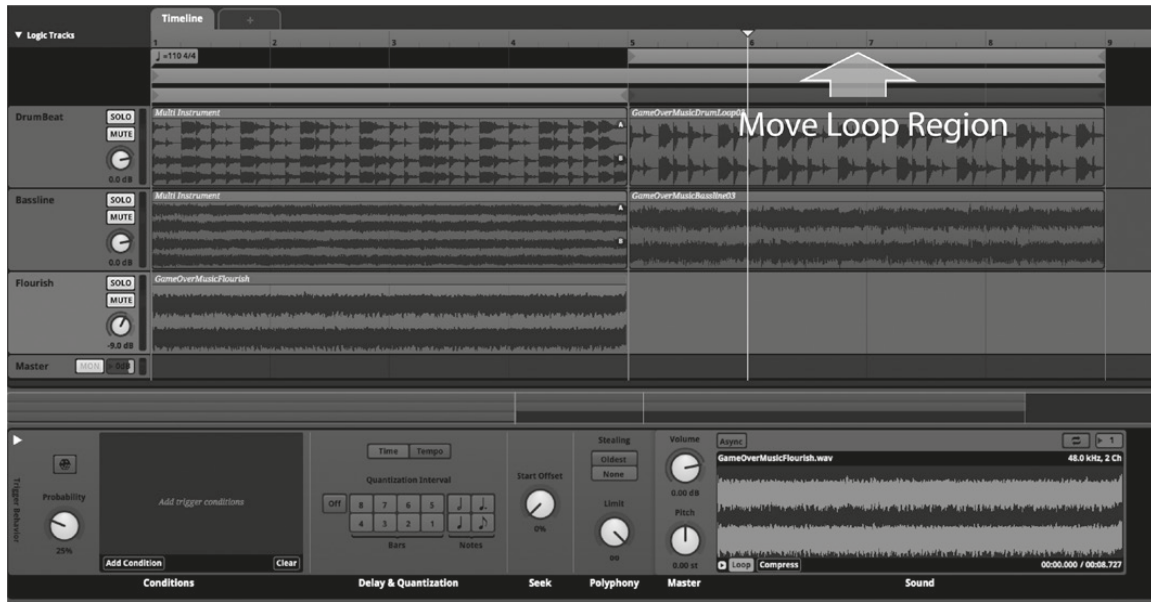 Timeline +
Logic Tracks
1 2 3 4 5 6 7 8 9
♩ =110 4/4
DrumBeat SOLO Multi Instrument GameOverMusicDrumLoop03
MUTE A
Move Loop Region
B
0.0 dB
Bassline SOLO Multi Instrument GameOverMusicBassline03
MUTE A
B
0.0 dB
Flourish SOLO GameOverMusicFlourish
MUTE
-9.0 dB
Master MON 0dB
Trigger Behavior
Probability
25%
Add trigger conditions
Add Condition Clear
Conditions
Time Tempo
Quantization Interval
Off 8 7 6 5
4 3 2 1
Bars Notes
Delay & Quantization
Start Offset
0%
Seek
Stealing
Oldest
None
Limit
∞
Polyphony
Volume
0.00 dB
Pitch
0.00 st
Master
Async 1
GameOverMusicFlourish.wav 48.0 kHz, 2 Ch
Loop Compress 00:00.000 / 00:08.727
Sound